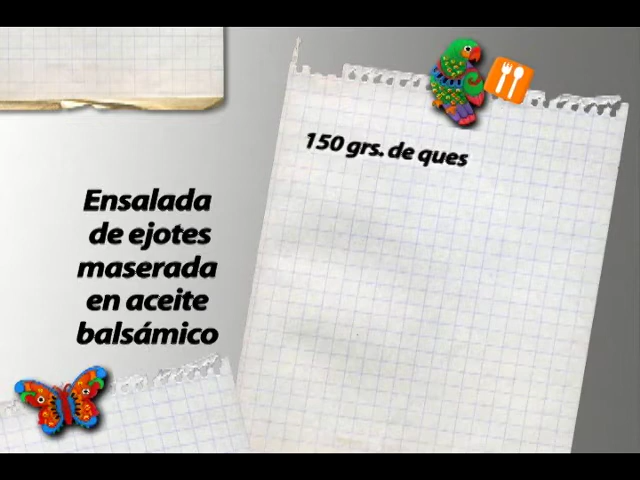 Ensalada
de ejotes
maserada
en aceite
balsámico
150 grs. de ques